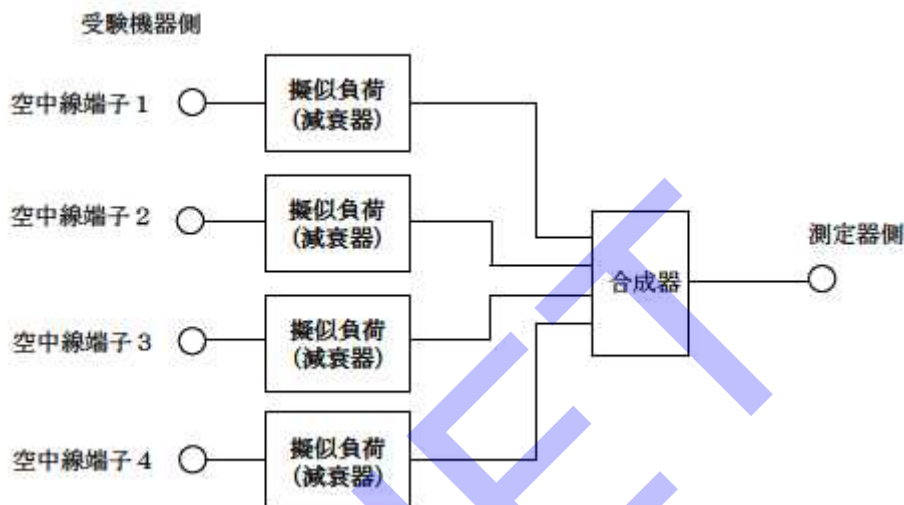 受験機器側
空中線端子1
擬似負荷
(減衰器)
空中線端子2
擬似負荷
(減衰器)
合成器
測定器側
空中線端子3
擬似負荷
(減衰器)
空中線端子4
擬似負荷
(減衰器)